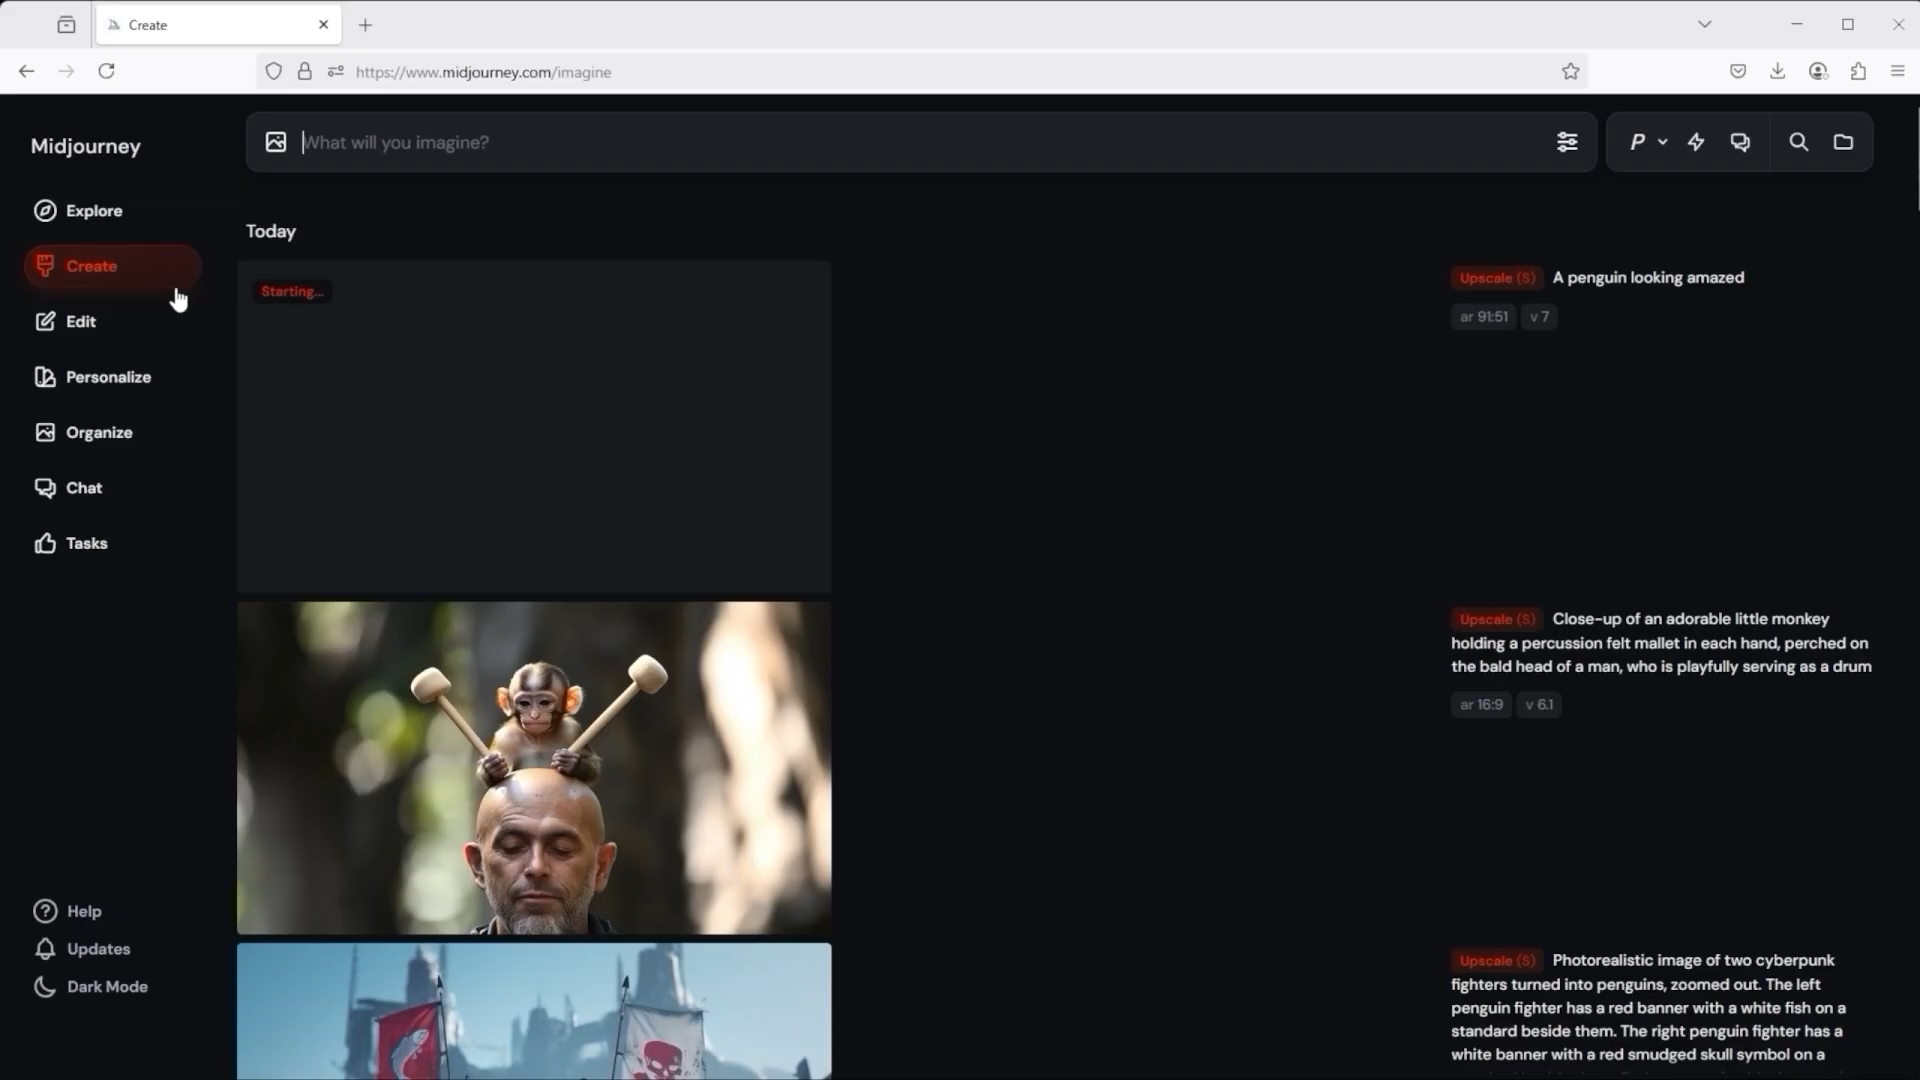 Create
https://www.midjourney.com/imagine
Midjourney
What will you imagine?
P
Explore
Create
Edit
Personalize
Organize
Chat
Tasks
Help
Updates
Dark Mode
Today
Starting...
Upscale (S) A penguin looking amazed
ar 91:51 v 7
Upscale (S) Close-up of an adorable little monkey
holding a percussion felt mallet in each hand, perched on
the bald head of a man, who is playfully serving as a drum
ar 16:9 v 6.1
Upscale (S) Photorealistic image of two cyberpunk
fighters turned into penguins, zoomed out. The left
penguin fighter has a red banner with a white fish on a
standard beside them. The right penguin fighter has a
white banner with a red smudged skull symbol on a